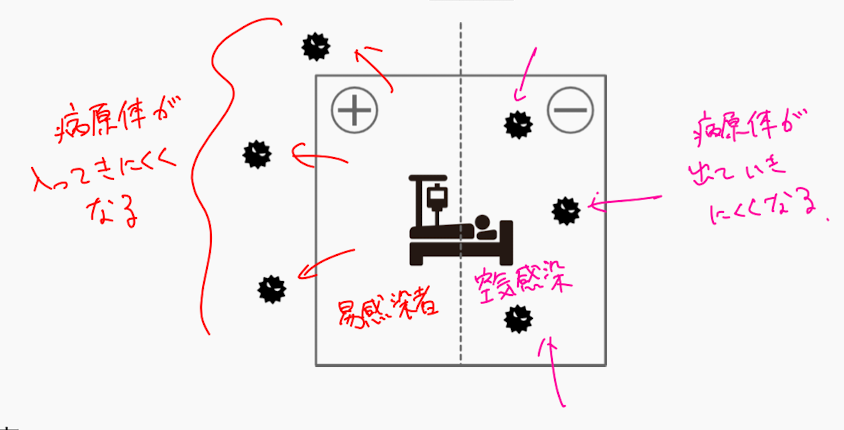 病原体が
入ってきにくく
なる
+
易感染者
−
空気感染
病原体が
出ていき
にくくなる.